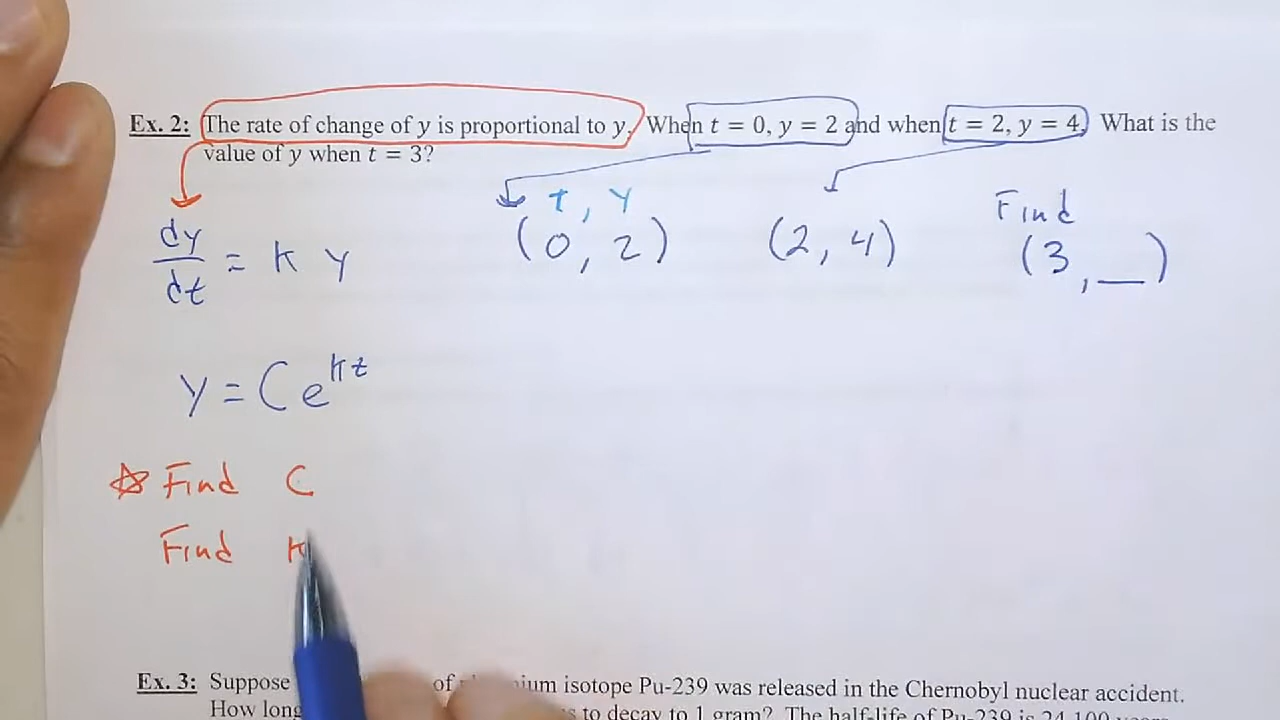 Ex. 2: The rate of change of y is proportional to y. When t = 0, y = 2 and when t = 2, y = 4. What is the
value of y when t = 3?
t, y
Find
dy/dt = k y
(0, 2) (2, 4) (3, __)
y = Ce^kt
☆ Find C
Find k
Ex. 3: Suppose of isotope Pu-239 was released in the Chernobyl nuclear accident.
How long to decay to 1 gram? The half-life of Pu-239 is 24,100 years